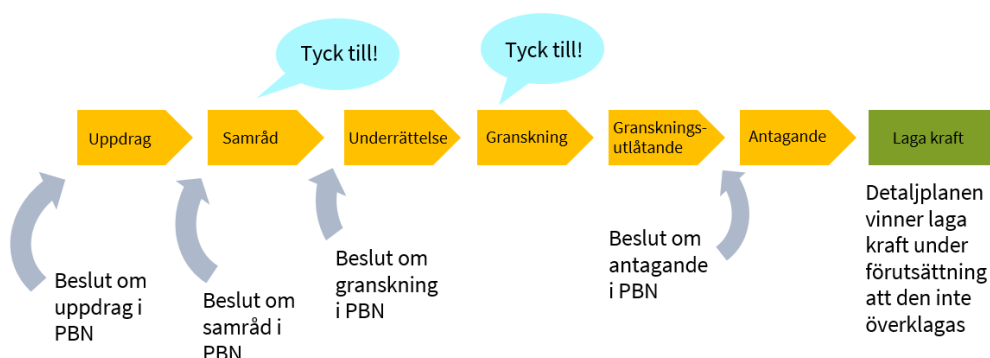 Tyck till!
Tyck till!
Uppdrag
Samråd
Underrättelse
Granskning
Gransknings-
utlåtande
Antagande
Laga kraft
Beslut om
uppdrag i
PBN
Beslut om
samråd i
PBN
Beslut om
granskning
i PBN
Beslut om
antagande
i PBN
Detaljplanen
vinner laga
kraft under
förutsättning
att den inte
överklagas